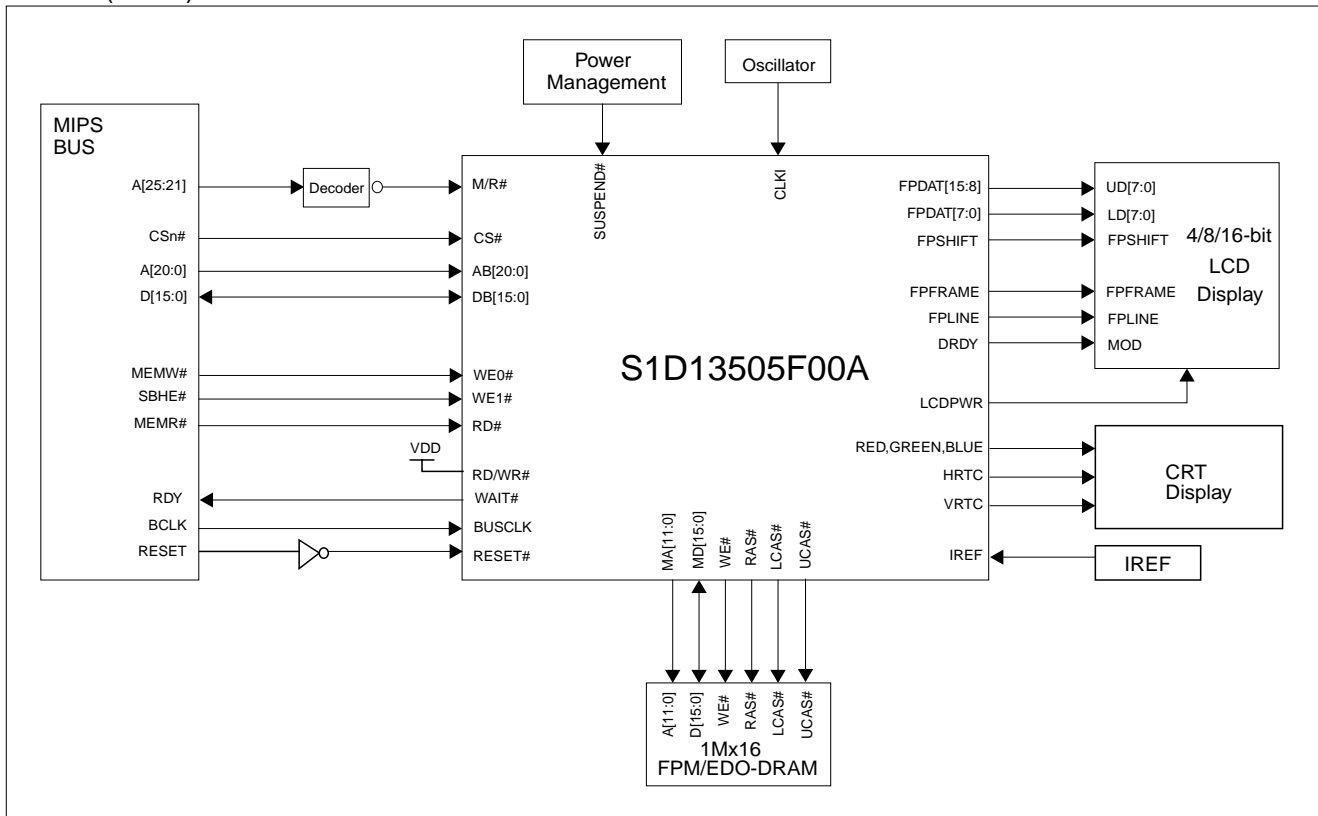 Power
Management
Oscillator
MIPS
BUS
A[25:21]
Decoder
M/R#
SUSPEND#
CLKI
FPDAT[15:8]
UD[7:0]
FPDAT[7:0]
LD[7:0]
CSn#
CS#
FPSHIFT
FPSHIFT
4/8/16-bit
LCD
Display
A[20:0]
AB[20:0]
D[15:0]
DB[15:0]
FPFRAME
FPFRAME
FPLINE
FPLINE
DRDY
MOD
S1D13505F00A
MEMW#
WE0#
SBHE#
WE1#
MEMR#
RD#
LCDPWR
VDD
RD/WR#
RED,GREEN,BLUE
HRTC
VRTC
CRT
Display
RDY
WAIT#
BCLK
BUSCLK
RESET
RESET#
IREF
IREF
MA[11:0]
MD[15:0]
WE#
RAS#
LCAS#
UCAS#
A[11:0]
D[15:0]
WE#
RAS#
LCAS#
UCAS#
1Mx16
FPM/EDO-DRAM